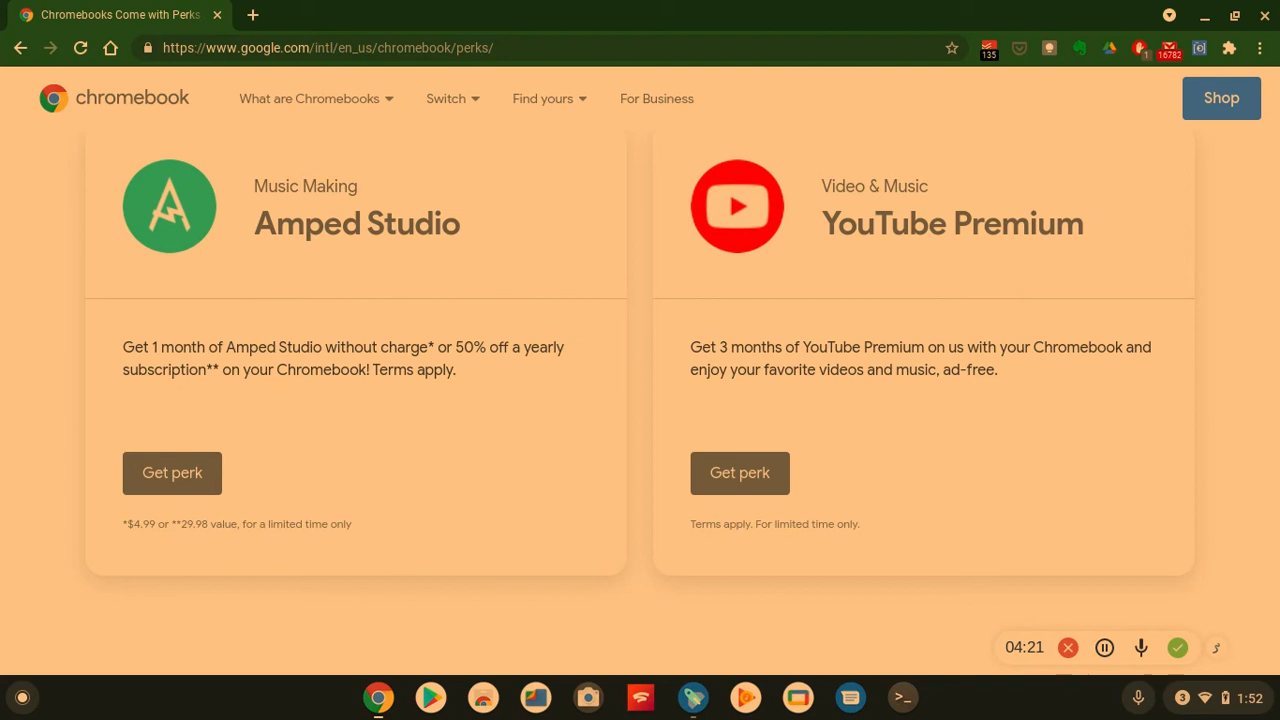 Chromebooks Come with Perks
https://www.google.com/intl/en_us/chromebook/perks/
135
1
16782
chromebook
What are Chromebooks
Switch
Find yours
For Business
Shop
Music Making
Amped Studio
Get 1 month of Amped Studio without charge* or 50% off a yearly
subscription** on your Chromebook! Terms apply.
Get perk
*$4.99 or **29.98 value, for a limited time only
Video & Music
YouTube Premium
Get 3 months of YouTube Premium on us with your Chromebook and
enjoy your favorite videos and music, ad-free.
Get perk
Terms apply. For limited time only.
04:21
3
1:52